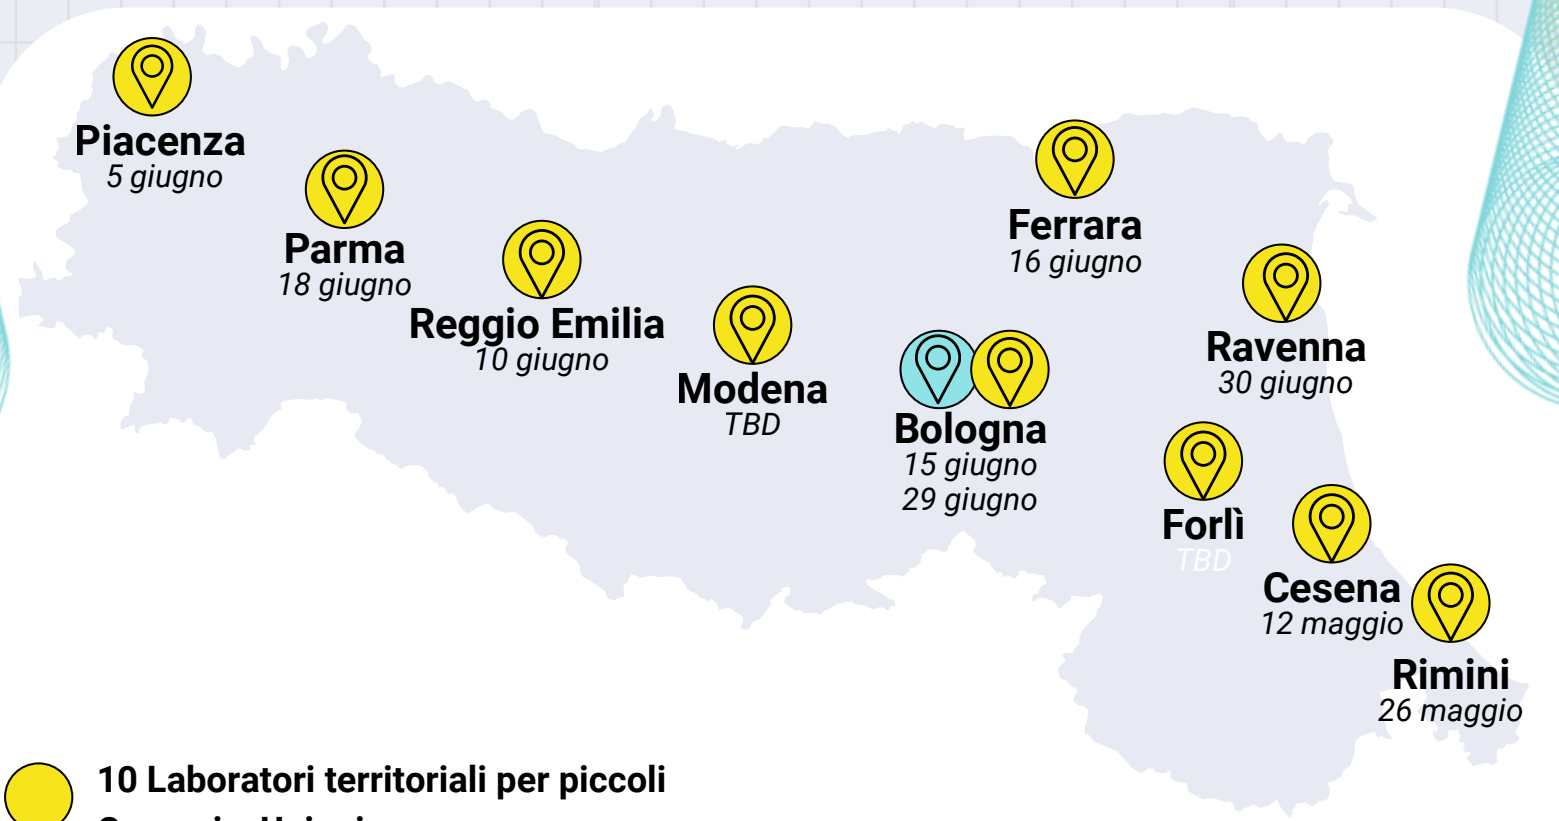 Piacenza
5 giugno
Parma
18 giugno
Reggio Emilia
10 giugno
Modena
TBD
Bologna
15 giugno
29 giugno
Ferrara
16 giugno
Ravenna
30 giugno
Forlì
TBD
Cesena
12 maggio
Rimini
26 maggio
10 Laboratori territoriali per piccoli